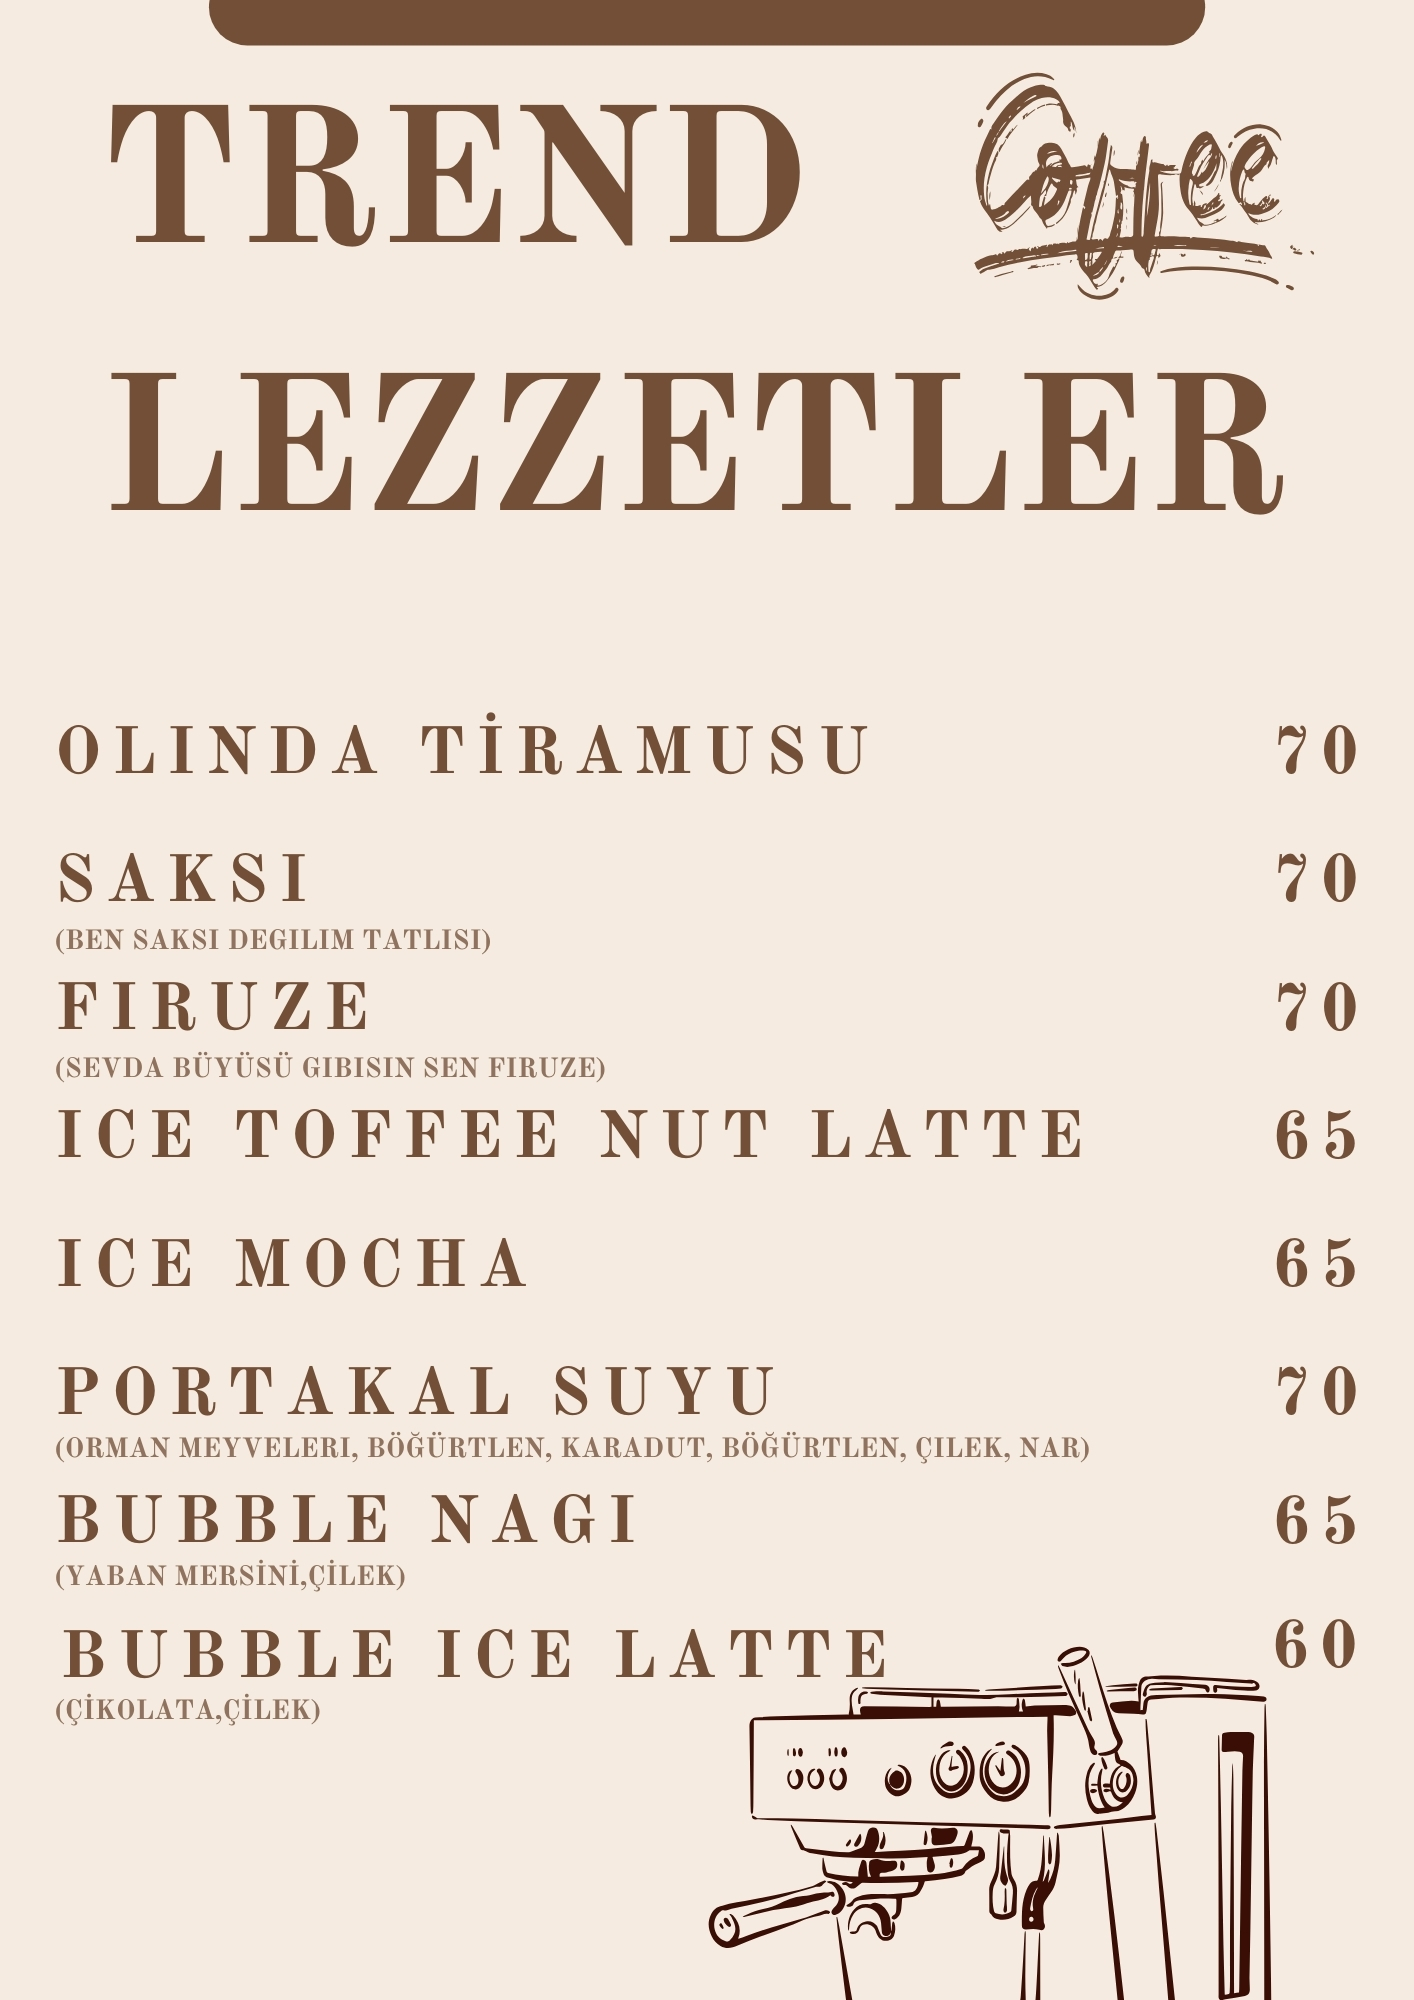 TREND
Coffee
LEZZETLER
OLINDA TİRAMUSU 70
SAKSI 70
(BEN SAKSI DEGILIM TATLISI)
FIRUZE 70
(SEVDA BÜYÜSÜ GIBISIN SEN FIRUZE)
ICE TOFFEE NUT LATTE 65
ICE MOCHA 65
PORTAKAL SUYU 70
(ORMAN MEYVELERI, BÖĞÜRTLEN, KARADUT, BÖĞÜRTLEN, ÇILEK, NAR)
BUBBLE NAGI 65
(YABAN MERSİNİ,ÇİLEK)
BUBBLE ICE LATTE 60
(ÇİKOLATA,ÇİLEK)